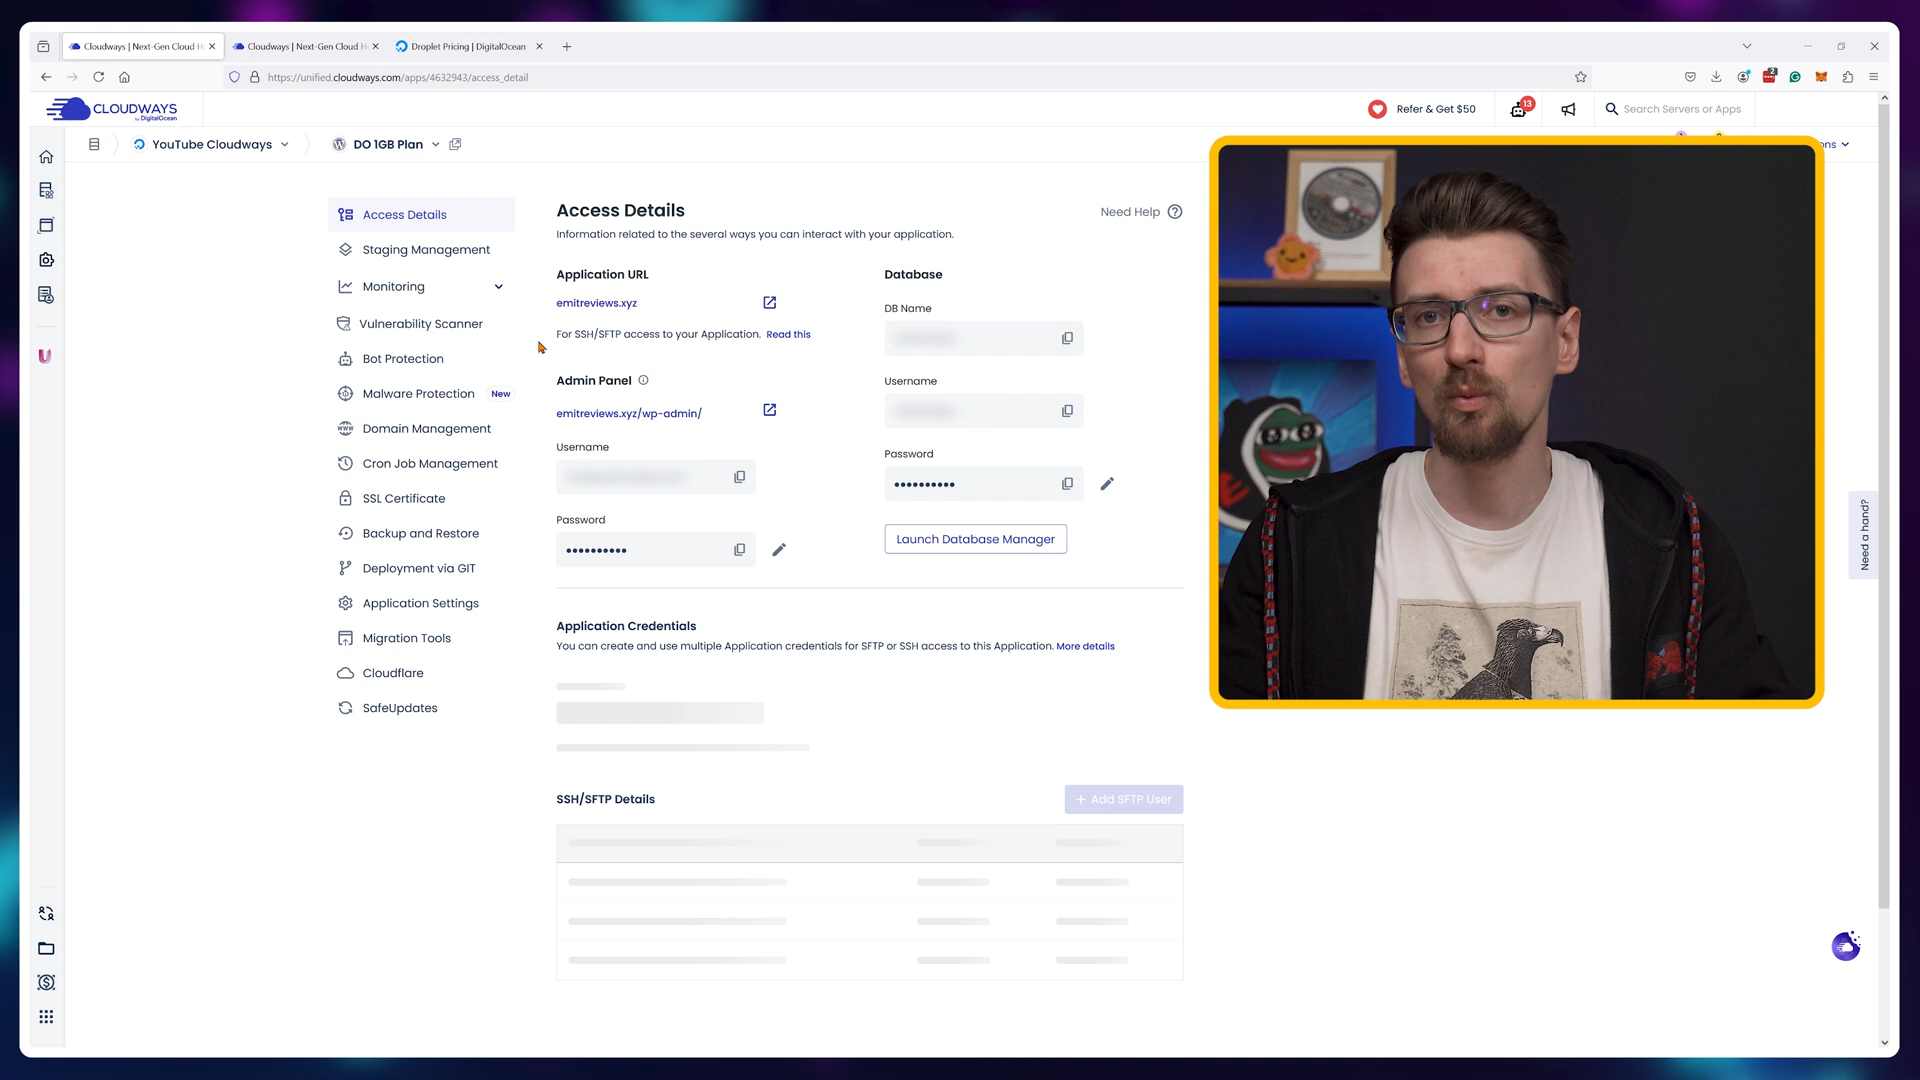 Cloudways | Next-Gen Cloud H
Cloudways | Next-Gen Cloud H
Droplet Pricing | DigitalOcean
https://unified.cloudways.com/apps/4632943/access_detail
2
CLOUDWAYS
by DigitalOcean
Refer & Get $50
13
Search Servers or Apps
YouTube Cloudways
DO 1GB Plan
ons
Access Details
Staging Management
Monitoring
Vulnerability Scanner
Bot Protection
Malware Protection New
Domain Management
Cron Job Management
SSL Certificate
Backup and Restore
Deployment via GIT
Application Settings
Migration Tools
Cloudflare
SafeUpdates
Access Details
Need Help
Information related to the several ways you can interact with your application.
Application URL
emitreviews.xyz
For SSH/SFTP access to your Application. Read this
Admin Panel
emitreviews.xyz/wp-admin/
Username
Password
Database
DB Name
Username
Password
Launch Database Manager
Application Credentials
You can create and use multiple Application credentials for SFTP or SSH access to this Application. More details
SSH/SFTP Details
+ Add SFTP User
Need a hand?